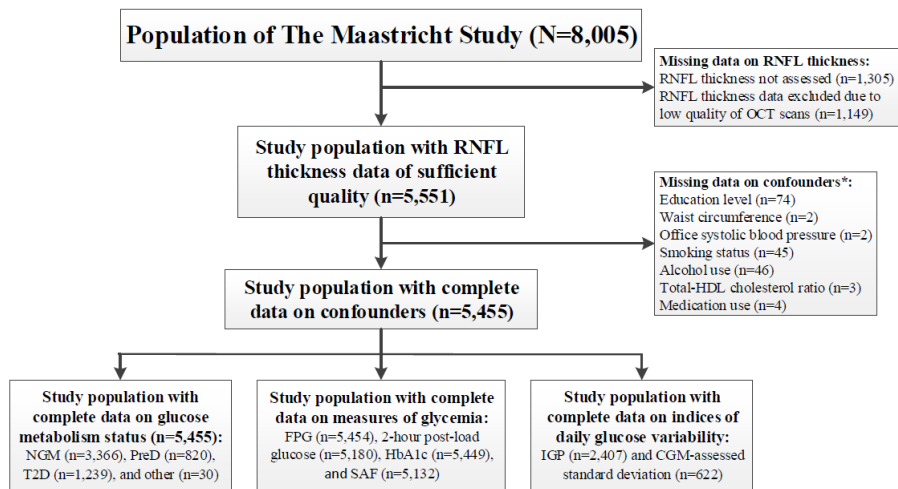 Population of The Maastricht Study (N=8,005)
Missing data on RNFL thickness:
RNFL thickness not assessed (n=1,305)
RNFL thickness data excluded due to
low quality of OCT scans (n=1,149)
Study population with RNFL
thickness data of sufficient
quality (n=5,551)
Missing data on confounders*:
Education level (n=74)
Waist circumference (n=2)
Office systolic blood pressure (n=2)
Smoking status (n=45)
Alcohol use (n=46)
Total-HDL cholesterol ratio (n=3)
Medication use (n=4)
Study population with complete
data on confounders (n=5,455)
Study population with
complete data on glucose
metabolism status (n=5,455):
NGM (n=3,366), PreD (n=820),
T2D (n=1,239), and other (n=30)
Study population with complete
data on measures of glycemia:
FPG (n=5,454), 2-hour post-load
glucose (n=5,180), HbA1c (n=5,449),
and SAF (n=5,132)
Study population with
complete data on indices of
daily glucose variability:
IGP (n=2,407) and CGM-assessed
standard deviation (n=622)